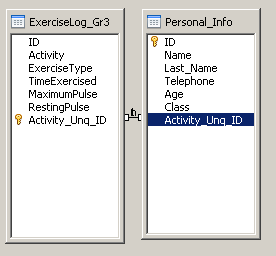 ExerciseLog_Gr3
ID
Activity
ExerciseType
TimeExercised
MaximumPulse
RestingPulse
Activity_Unq_ID
Personal_Info
ID
Name
Last_Name
Telephone
Age
Class
Activity_Unq_ID